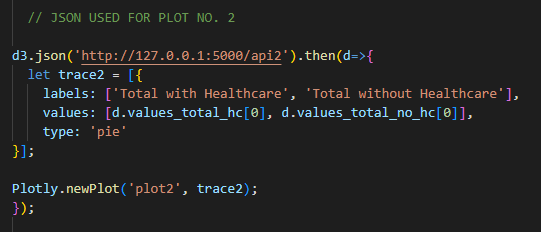 // JSON USED FOR PLOT NO. 2
d3.json('http://127.0.0.1:5000/api2').then(d=>{
let trace2 = [{
labels: ['Total with Healthcare', 'Total without Healthcare'],
values: [d.values_total_hc[0], d.values_total_no_hc[0]],
type: 'pie'
}];
Plotly.newPlot('plot2', trace2);
});